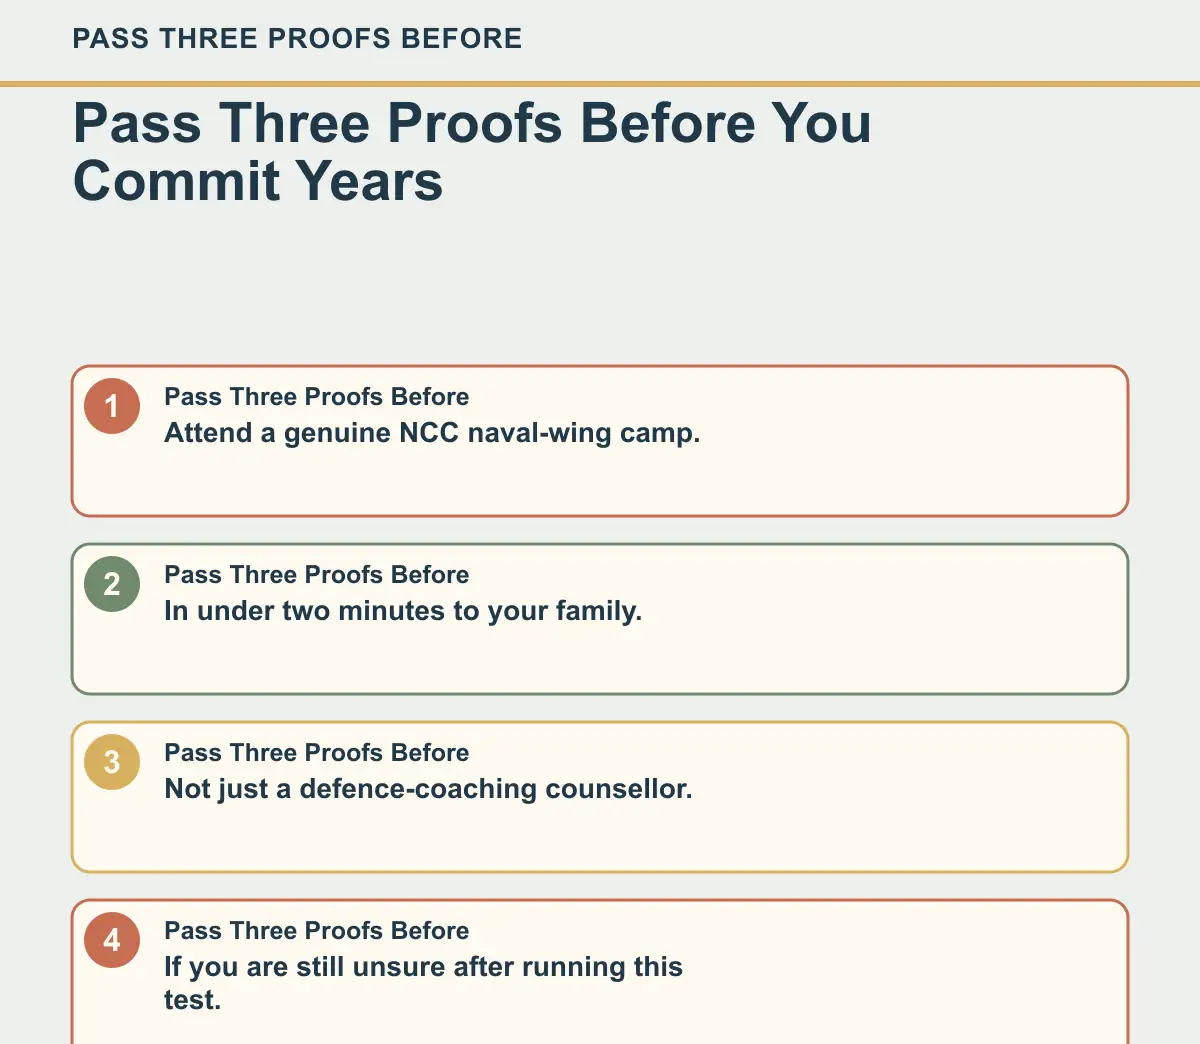 PASS THREE PROOFS BEFORE
Pass Three Proofs Before You
Commit Years
1
Pass Three Proofs Before
Attend a genuine NCC naval-wing camp.
2
Pass Three Proofs Before
In under two minutes to your family.
3
Pass Three Proofs Before
Not just a defence-coaching counsellor.
4
Pass Three Proofs Before
If you are still unsure after running this
test.